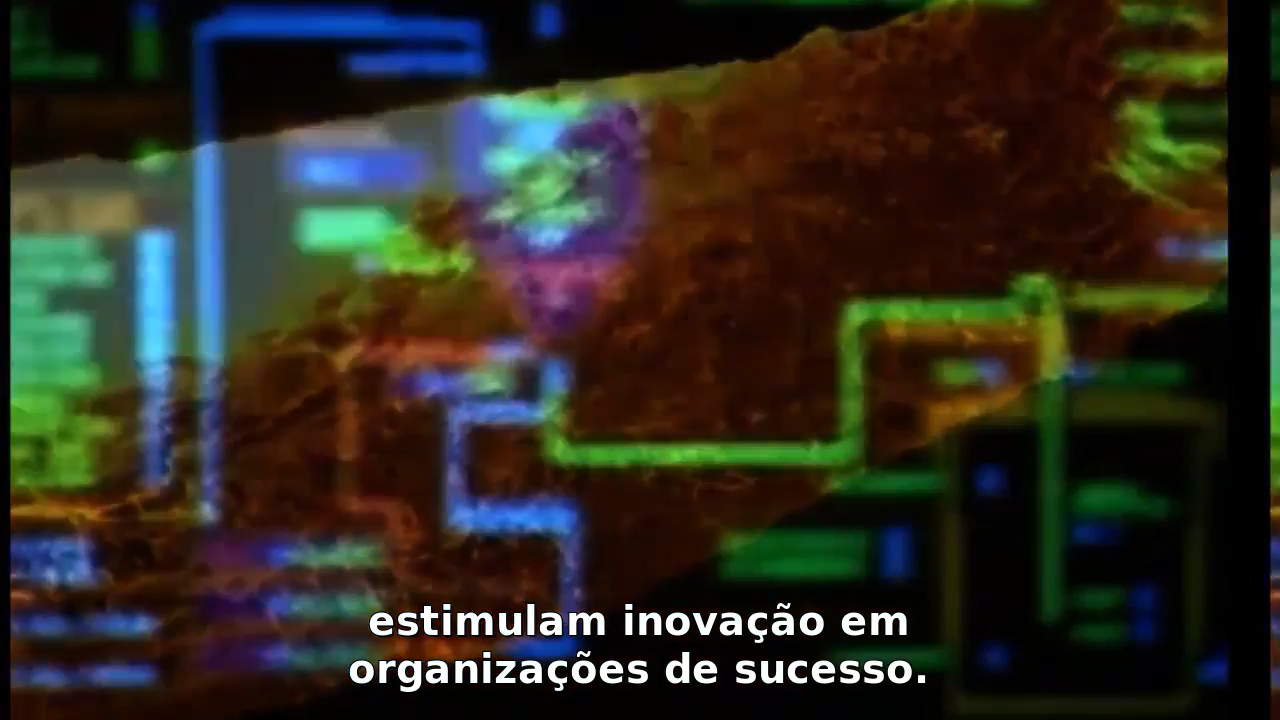 estimulam inovação em
organizações de sucesso.